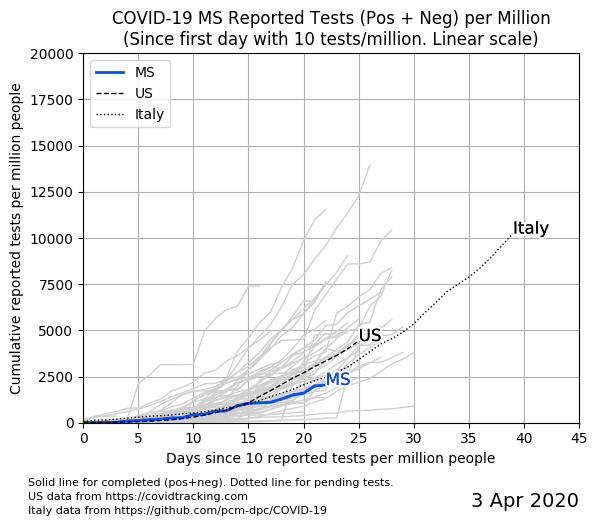 COVID-19 MS Reported Tests (Pos + Neg) per Million
(Since first day with 10 tests/million. Linear scale)
Cumulative reported tests per million people
20000
17500
15000
12500
10000
7500
5000
2500
0
MS
US
Italy
Italy
US
MS
0 5 10 15 20 25 30 35 40 45
Days since 10 reported tests per million people
Solid line for completed (pos+neg). Dotted line for pending tests.
US data from https://covidtracking.com
Italy data from https://github.com/pcm-dpc/COVID-19
3 Apr 2020